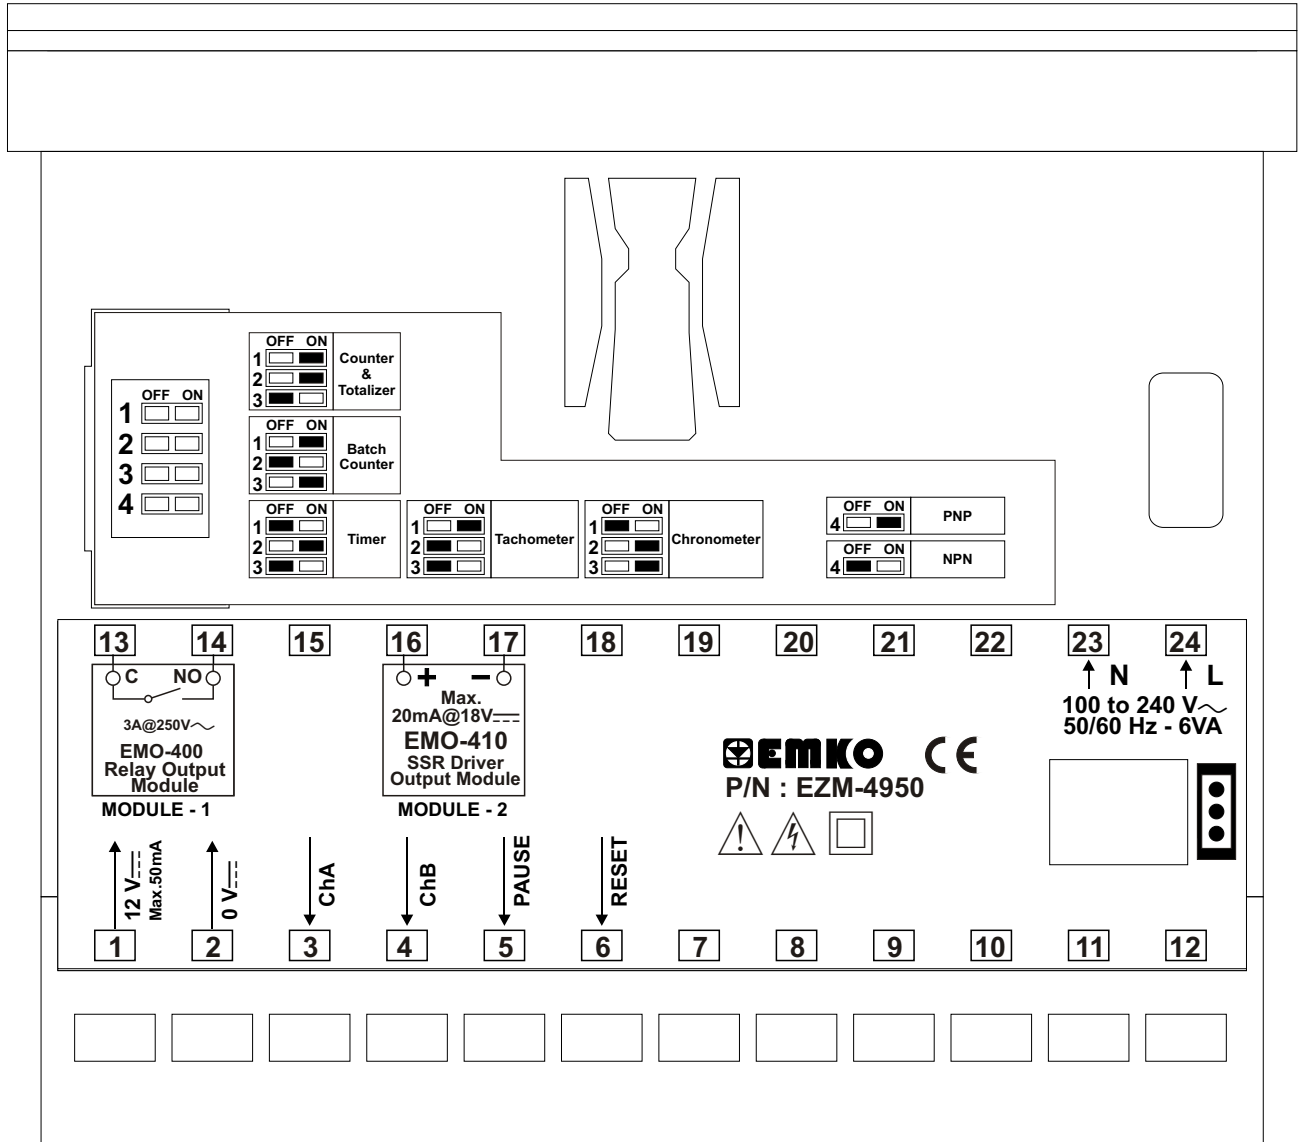 OFF ON
1
2
3
4
OFF ON
1
2
3
Counter
&
Totalizer
OFF ON
1
2
3
Batch
Counter
OFF ON
1
2
3
Timer
OFF ON
1
2
3
Tachometer
OFF ON
1
2
3
Chronometer
OFF ON
4
PNP
OFF ON
4
NPN
13 14 15 16 17 18 19 20 21 22 23 24
C NO
3A@250V~
EMO-400
Relay Output
Module
MODULE - 1
+ −
Max.
20mA@18V⎓
EMO-410
SSR Driver
Output Module
MODULE - 2
N L
100 to 240 V~
50/60 Hz - 6VA
EMKO CE
P/N : EZM-4950
12 V⎓
Max.50mA
0 V⎓
ChA
ChB
PAUSE
RESET
1 2 3 4 5 6 7 8 9 10 11 12